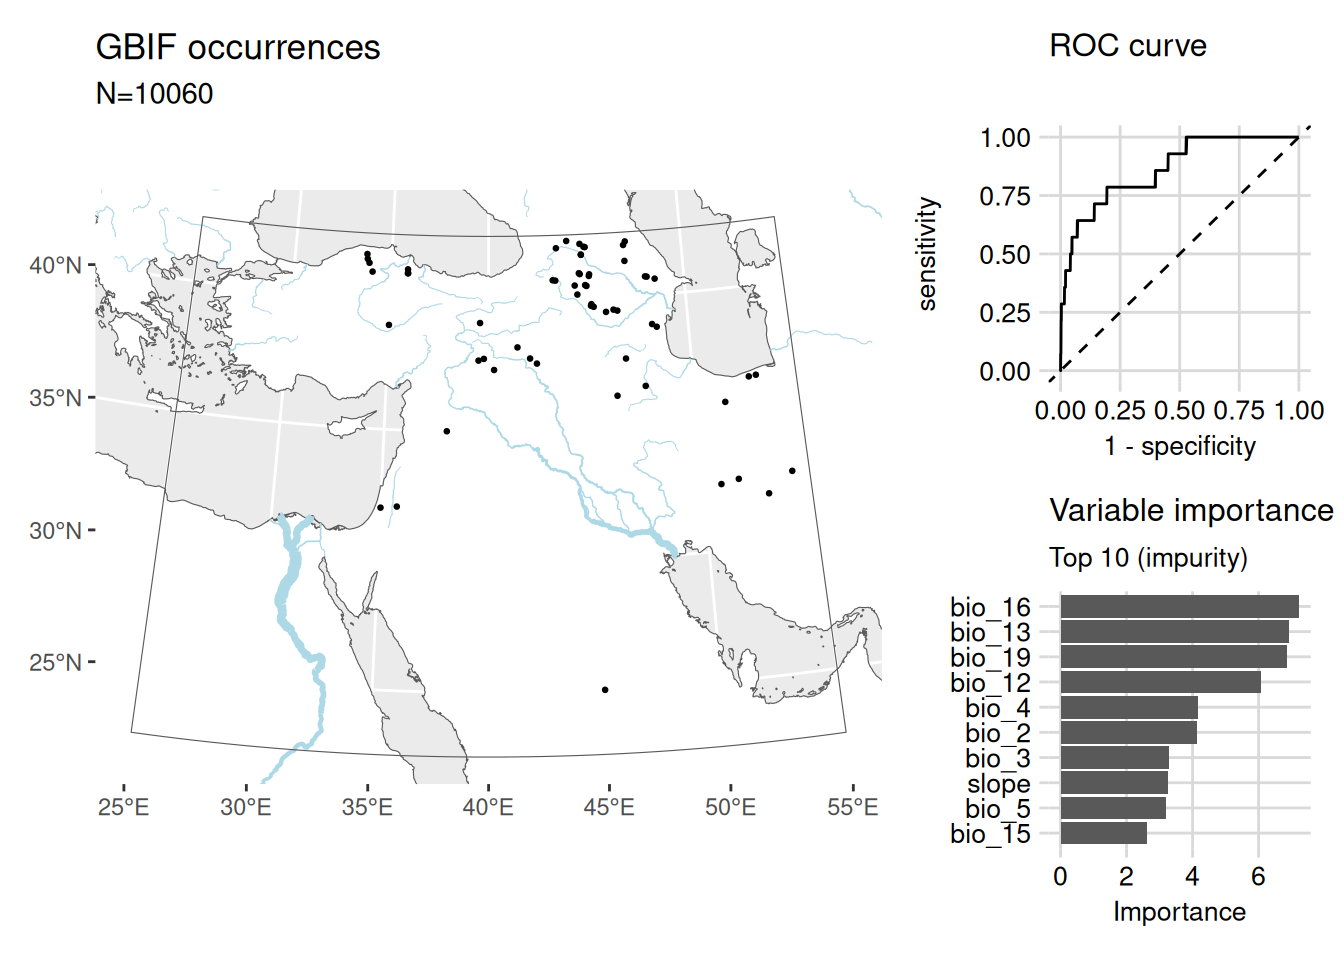 GBIF occurrences
N=10060
40°N
35°N
30°N
25°N
25°E
30°E
35°E
40°E
45°E
50°E
55°E
ROC curve
sensitivity
1.00
0.75
0.50
0.25
0.00
0.00 0.25 0.50 0.75 1.00
1 - specificity
Variable importance
Top 10 (impurity)
bio_16
bio_13
bio_19
bio_12
bio_4
bio_2
bio_3
slope
bio_5
bio_15
0 2 4 6
Importance